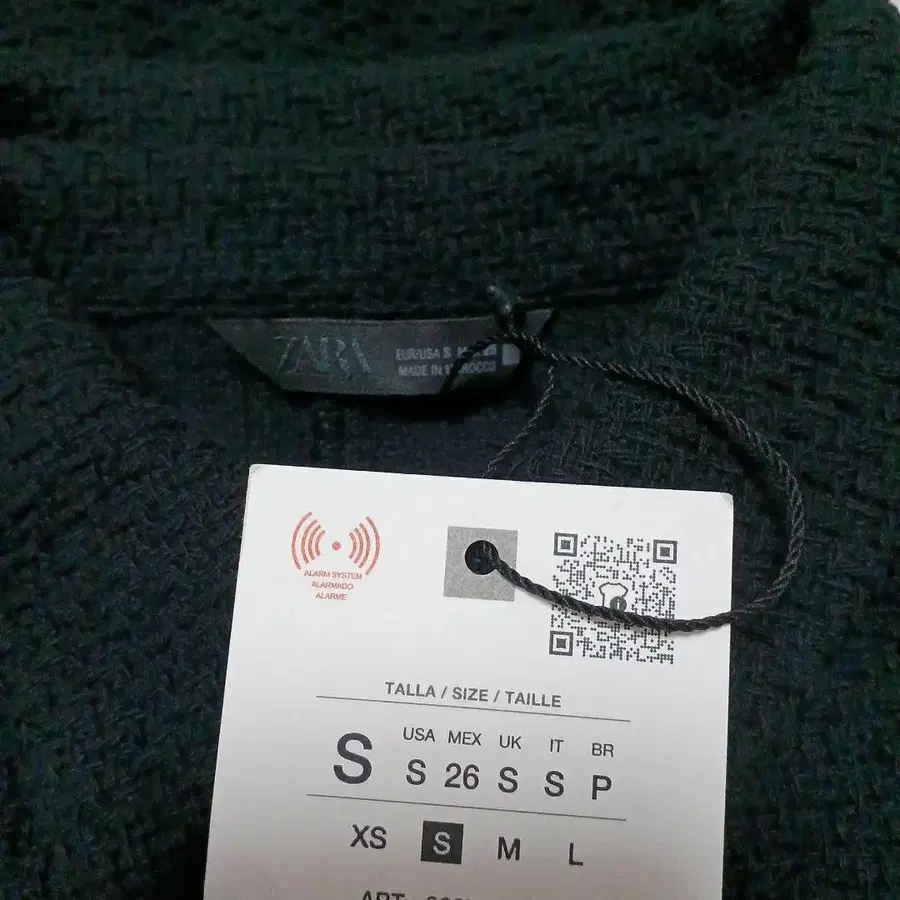 ZARA
EUR/USA S
MADE IN MOROCCO
ALARM SYSTEM
ALARMADO
ALARME
TALLA / SIZE / TAILLE
S
USA MEX UK IT BR
S 26 S S P
XS S M L